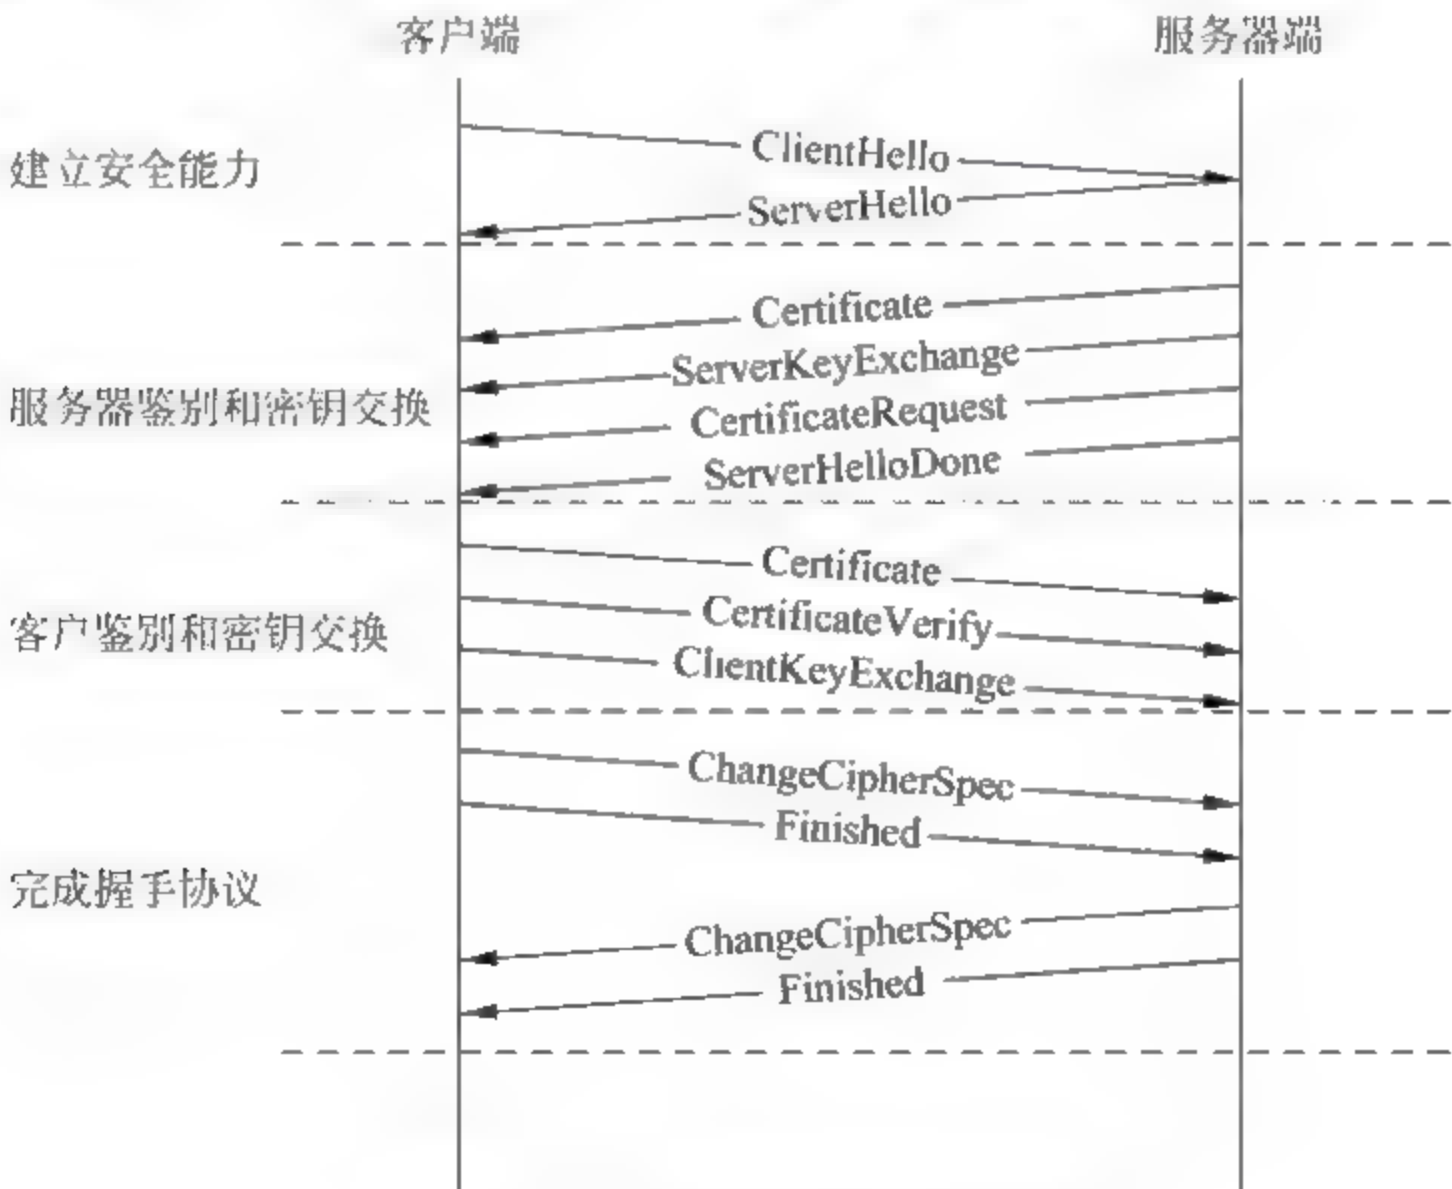 客户端
服务器端
建立安全能力
ClientHello
ServerHello
服务器鉴别和密钥交换
Certificate
ServerKeyExchange
CertificateRequest
ServerHelloDone
客户鉴别和密钥交换
Certificate
CertificateVerify
ClientKeyExchange
完成握手协议
ChangeCipherSpec
Finished
ChangeCipherSpec
Finished